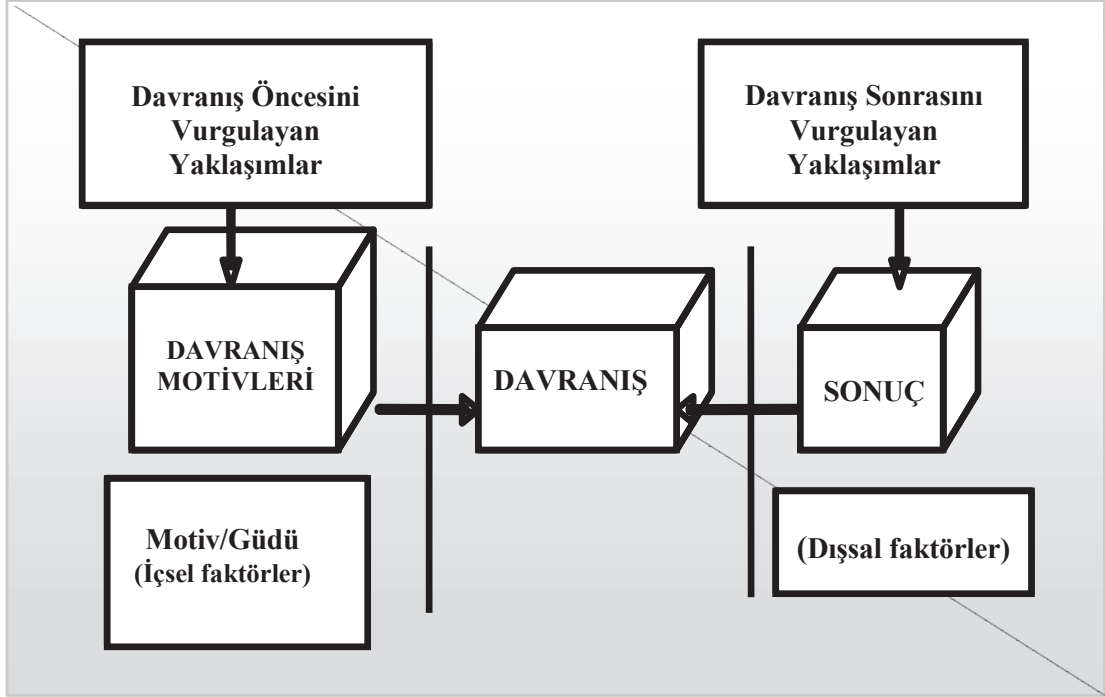 Davranış Öncesini
Vurgulayan
Yaklaşımlar
Davranış Sonrasını
Vurgulayan
Yaklaşımlar
DAVRANIŞ
MOTİVLERİ
DAVRANIŞ
SONUÇ
Motiv/Güdü
(İçsel faktörler)
(Dışsal faktörler)